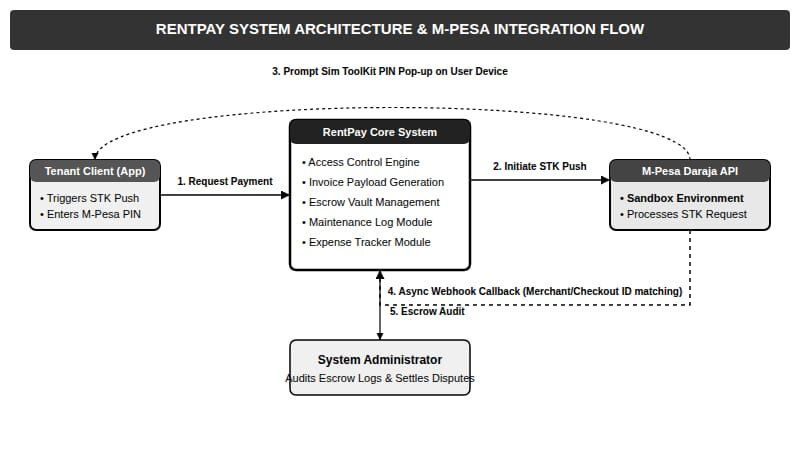 RENTPAY SYSTEM ARCHITECTURE & M-PESA INTEGRATION FLOW
3. Prompt Sim ToolKit PIN Pop-up on User Device
Tenant Client (App)
• Triggers STK Push
• Enters M-Pesa PIN
1. Request Payment
RentPay Core System
• Access Control Engine
• Invoice Payload Generation
• Escrow Vault Management
• Maintenance Log Module
• Expense Tracker Module
2. Initiate STK Push
M-Pesa Daraja API
• Sandbox Environment
• Processes STK Request
4. Async Webhook Callback (Merchant/Checkout ID matching)
5. Escrow Audit
System Administrator
Audits Escrow Logs & Settles Disputes